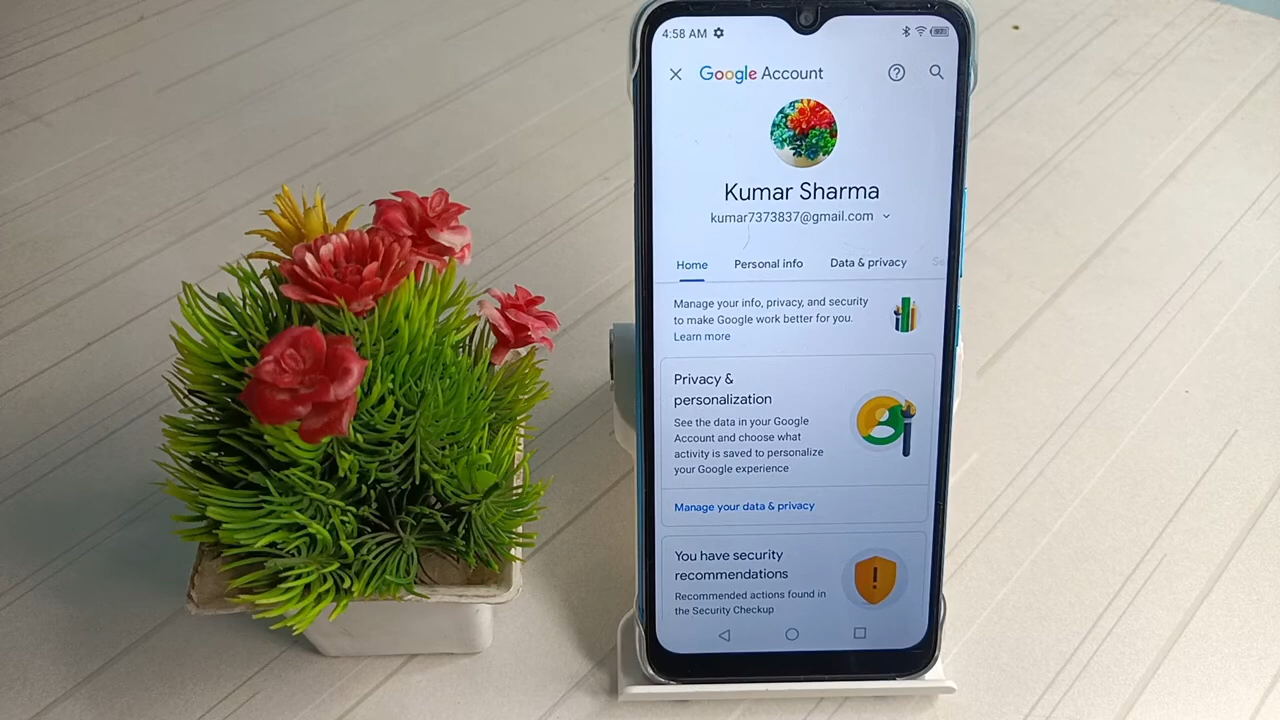 4:58 AM
Google Account
Kumar Sharma
kumar7373837@gmail.com
Home Personal info Data & privacy Se
Manage your info, privacy, and security
to make Google work better for you.
Learn more
Privacy &
personalization
See the data in your Google
Account and choose what
activity is saved to personalize
your Google experience
Manage your data & privacy
You have security
recommendations
Recommended actions found in
the Security Checkup